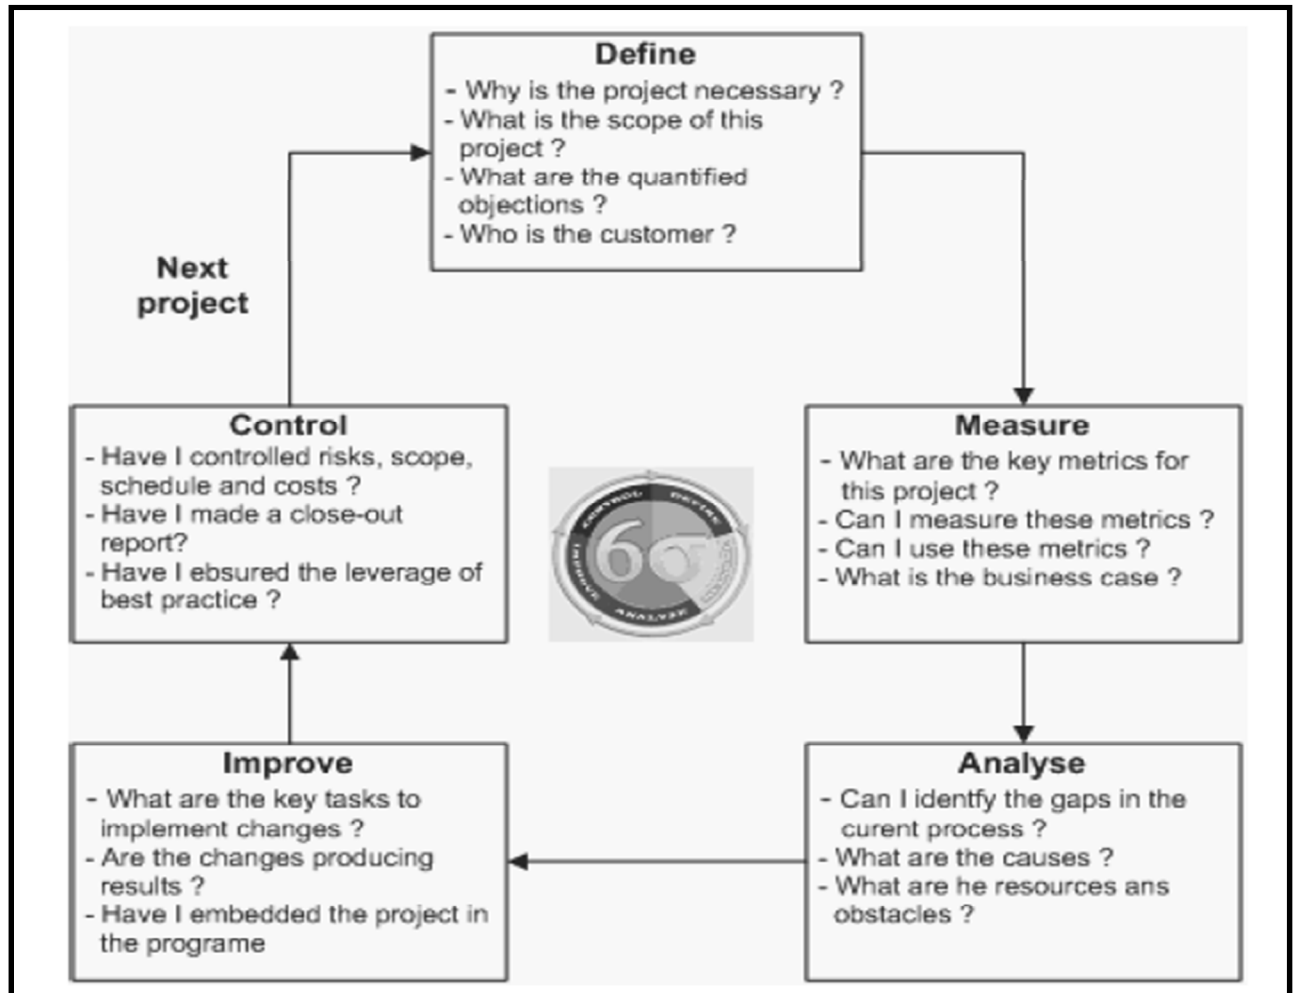 Define
- Why is the project necessary ?
- What is the scope of this
project ?
- What are the quantified
objections ?
- Who is the customer ?
Next
project
Control
- Have I controlled risks, scope,
schedule and costs ?
- Have I made a close-out
report?
- Have I ebsured the leverage of
best practice ?
Measure
- What are the key metrics for
this project ?
- Can I measure these metrics ?
- Can I use these metrics ?
- What is the business case ?
CONTROL
DEFINE
6σ
IMPROVE
Improve
- What are the key tasks to
implement changes ?
- Are the changes producing
results ?
- Have I embedded the project in
the programe
Analyse
- Can I identfy the gaps in the
curent process ?
- What are the causes ?
- What are he resources ans
obstacles ?